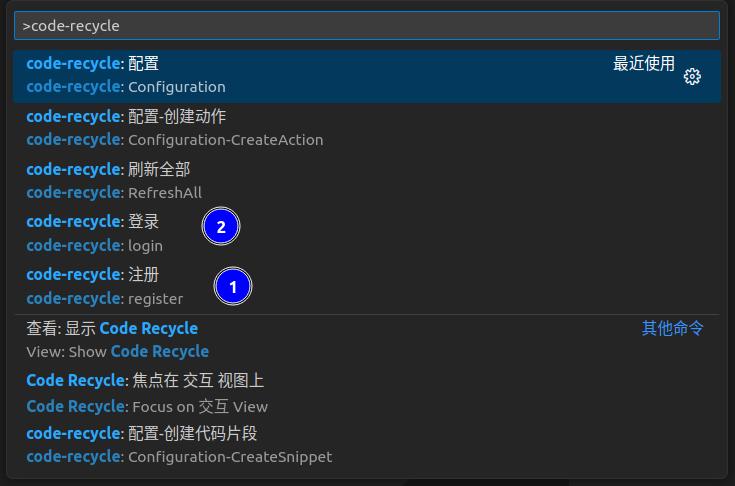 >code-recycle
code-recycle: 配置 最近使用
code-recycle: Configuration
code-recycle: 配置-创建动作
code-recycle: Configuration-CreateAction
code-recycle: 刷新全部
code-recycle: RefreshAll
code-recycle: 登录
2
code-recycle: login
code-recycle: 注册
1
code-recycle: register
查看: 显示 Code Recycle 其他命令
View: Show Code Recycle
Code Recycle: 焦点在 交互 视图上
Code Recycle: Focus on 交互 View
code-recycle: 配置-创建代码片段
code-recycle: Configuration-CreateSnippet